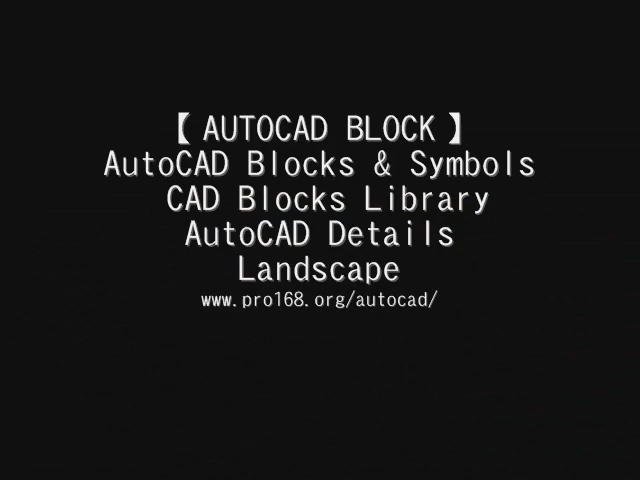 【 AUTOCAD BLOCK 】
AutoCAD Blocks & Symbols
CAD Blocks Library
AutoCAD Details
Landscape
www.pro168.org/autocad/